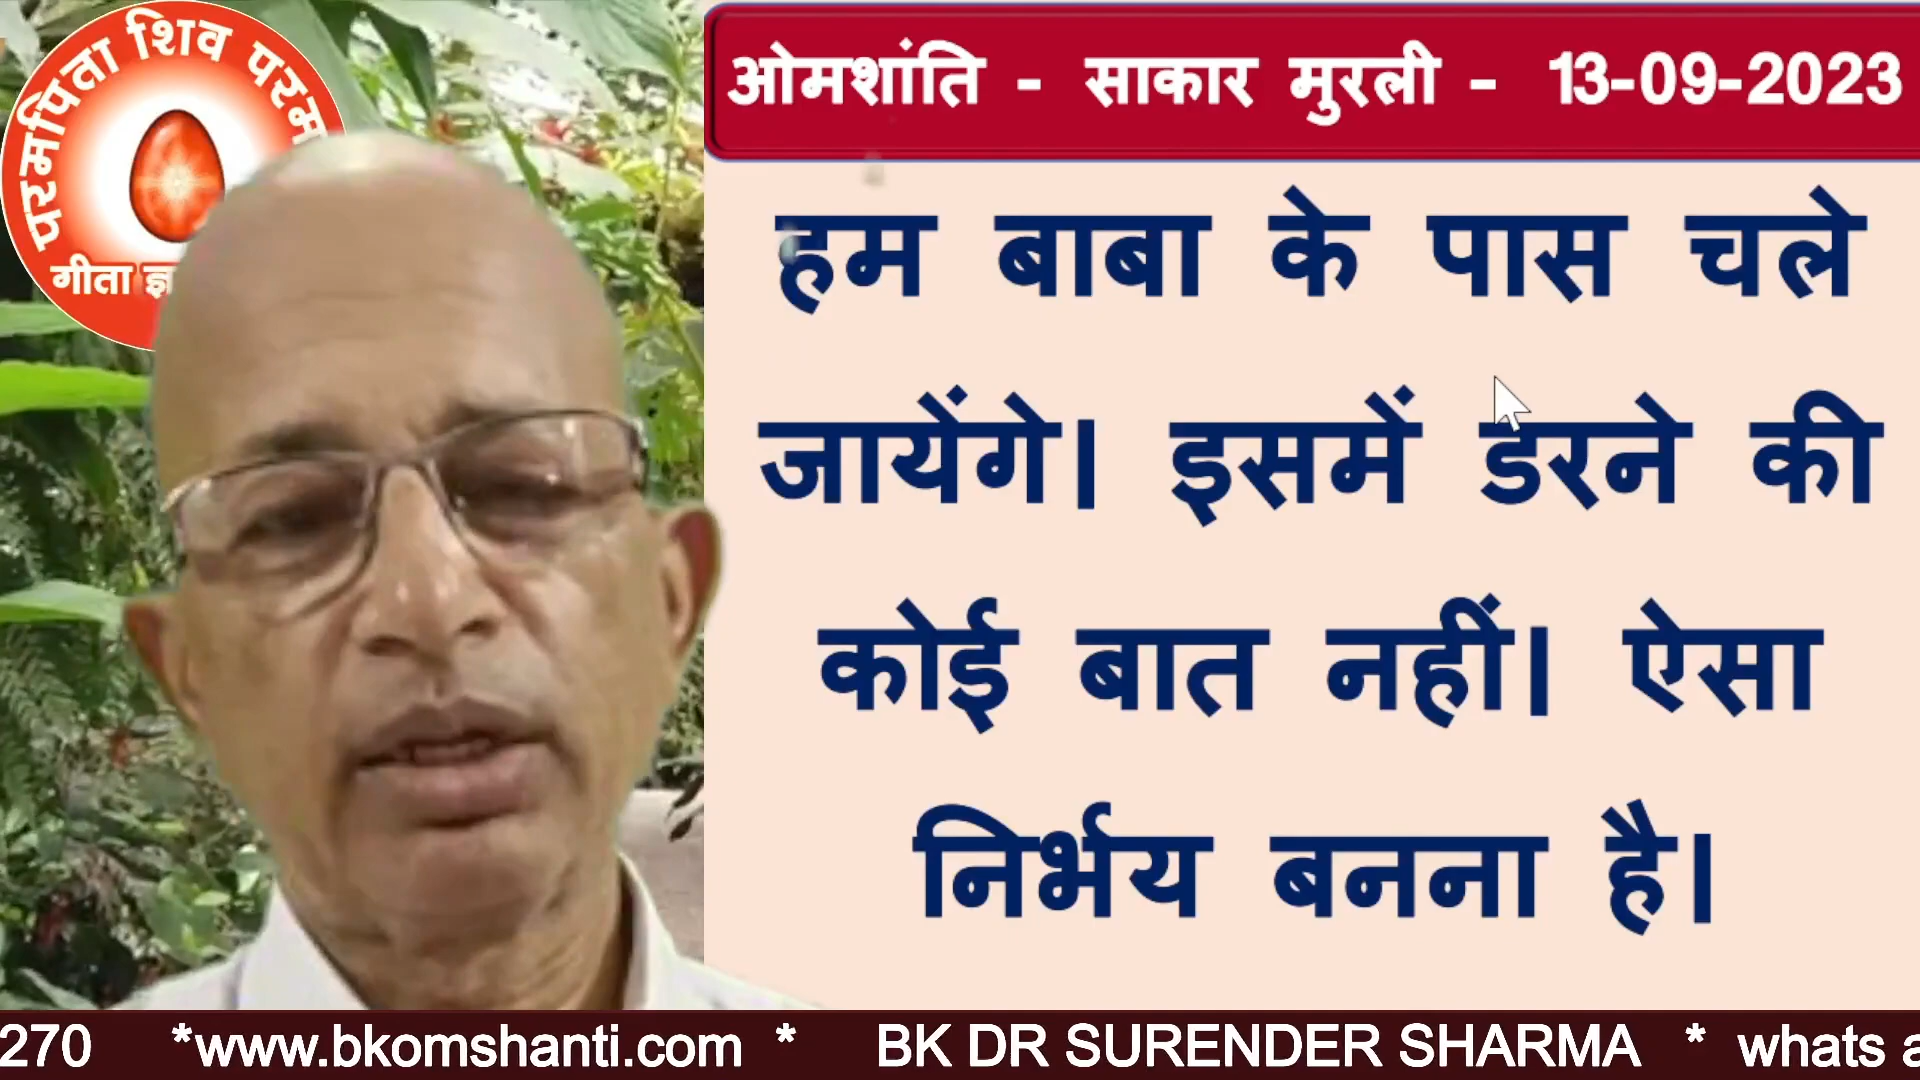 परमपिता शिव
गीता
ओमशांति - साकार मुरली - 13-09-2023
हम बाबा के पास चले
जायेंगे। इसमें डरने की
कोई बात नहीं। ऐसा
निर्भय बनना है।
270 *www.bkomshanti.com * BK DR SURENDER SHARMA * whats